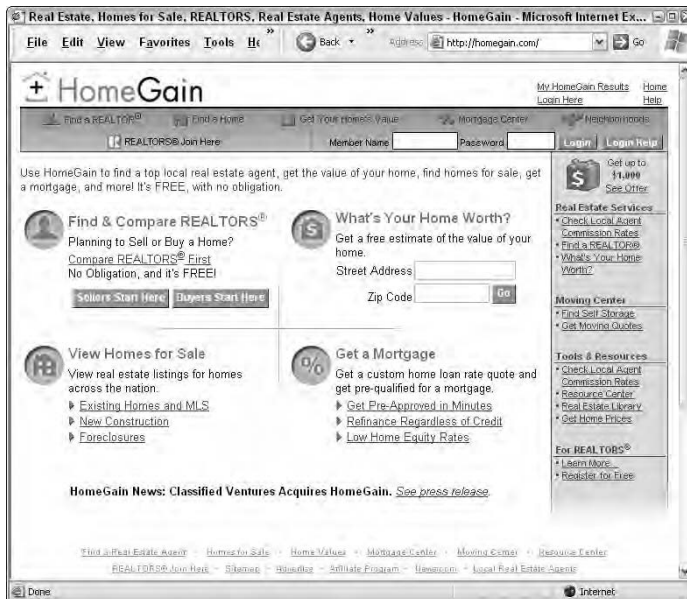 Real Estate, Homes for Sale, REALTORS, Real Estate Agents, Home Values - HomeGain - Microsoft Internet Ex...
File Edit View Favorites Tools He » Back » Address http://homegain.com/ Go
HomeGain
My HomeGain Results Home
Login Here Help
Find a REALTOR® Find a Home Get Your Home's Value Mortgage Center Neighborhoods
REALTORS® Join Here Member Name Password Login Login Help
Use HomeGain to find a top local real estate agent, get the value of your home, find homes for sale, get
a mortgage, and more! It's FREE, with no obligation.
Find & Compare REALTORS®
Planning to Sell or Buy a Home?
Compare REALTORS® First
No Obligation, and it's FREE!
Sellers Start Here Buyers Start Here
What's Your Home Worth?
Get a free estimate of the value of your
home.
Street Address
Zip Code Go
View Homes for Sale
View real estate listings for homes
across the nation.
Existing Homes and MLS
New Construction
Foreclosures
Get a Mortgage
Get a custom home loan rate quote and
get pre-qualified for a mortgage.
Get Pre-Approved in Minutes
Refinance Regardless of Credit
Low Home Equity Rates
HomeGain News: Classified Ventures Acquires HomeGain. See press release.
$
Get up to
$1,000
See Offer
Real Estate Services
• Check Local Agent
Commission Rates
• Find a REALTOR®
• What's Your Home
Worth?
Moving Center
• Find Self Storage
• Get Moving Quotes
Tools & Resources
• Check Local Agent
Commission Rates
• Resource Center
• Real Estate Library
• Get Home Prices
For REALTORS®
• Learn More...
• Register for Free
Find a Real Estate Agent - Homes for Sale - Home Values - Mortgage Center - Moving Center - Resource Center
REALTORS® Join Here - Sitemap - Advertise - Affiliate Program - Newsroom - Local Real Estate Agents
Done Internet